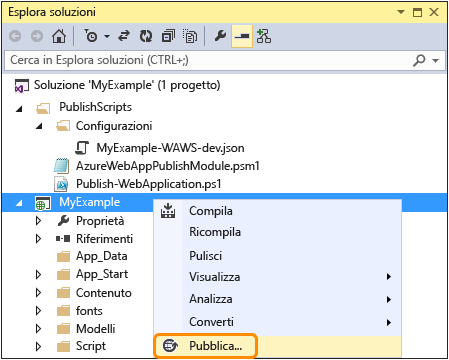 Esplora soluzioni
Cerca in Esplora soluzioni (CTRL+;)
Soluzione 'MyExample' (1 progetto)
PublishScripts
Configurazioni
MyExample-WAWS-dev.json
AzureWebAppPublishModule.psm1
Publish-WebApplication.ps1
MyExample
Proprietà
Riferimenti
App_Data
App_Start
Contenuto
fonts
Modelli
Script
Compila
Ricompila
Pulisci
Visualizza
Analizza
Converti
Pubblica...